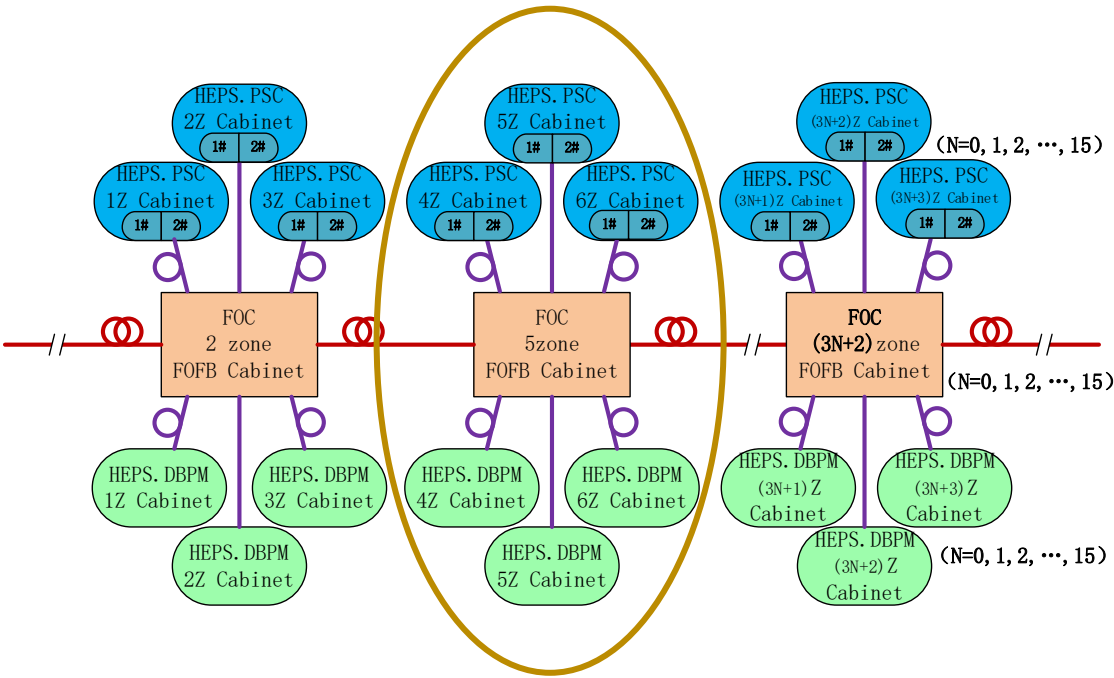 HEPS.PSC
2Z Cabinet
1# 2#
HEPS.PSC
1Z Cabinet
1# 2#
HEPS.PSC
3Z Cabinet
1# 2#
FOC
2 zone
FOFB Cabinet
HEPS.DBPM
1Z Cabinet
HEPS.DBPM
3Z Cabinet
HEPS.DBPM
2Z Cabinet
HEPS.PSC
5Z Cabinet
1# 2#
HEPS.PSC
4Z Cabinet
1# 2#
HEPS.PSC
6Z Cabinet
1# 2#
FOC
5zone
FOFB Cabinet
HEPS.DBPM
4Z Cabinet
HEPS.DBPM
6Z Cabinet
HEPS.DBPM
5Z Cabinet
HEPS.PSC
(3N+2)Z Cabinet
1# 2#
(N=0,1,2,…,15)
HEPS.PSC
(3N+1)Z Cabinet
1# 2#
HEPS.PSC
(3N+3)Z Cabinet
1# 2#
FOC
(3N+2)zone
FOFB Cabinet
(N=0,1,2,…,15)
HEPS.DBPM
(3N+1)Z
Cabinet
HEPS.DBPM
(3N+3)Z
Cabinet
HEPS.DBPM
(3N+2)Z
Cabinet
(N=0,1,2,…,15)